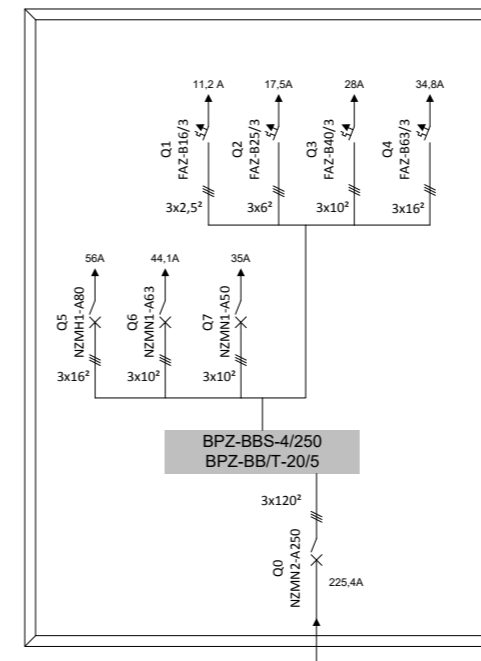 11,2 A
17,5A
28A
34,8A
Q1
FAZ-B16/3
Q2
FAZ-B25/3
Q3
FAZ-B40/3
Q4
FAZ-B63/3
3x2,5²
3x6²
3x10²
3x16²
56A
44,1A
35A
Q5
NZMH1-A80
Q6
NZMN1-A63
Q7
NZMN1-A50
3x16²
3x10²
3x10²
BPZ-BBS-4/250
BPZ-BB/T-20/5
3x120²
Q0
NZMN2-A250
225,4A